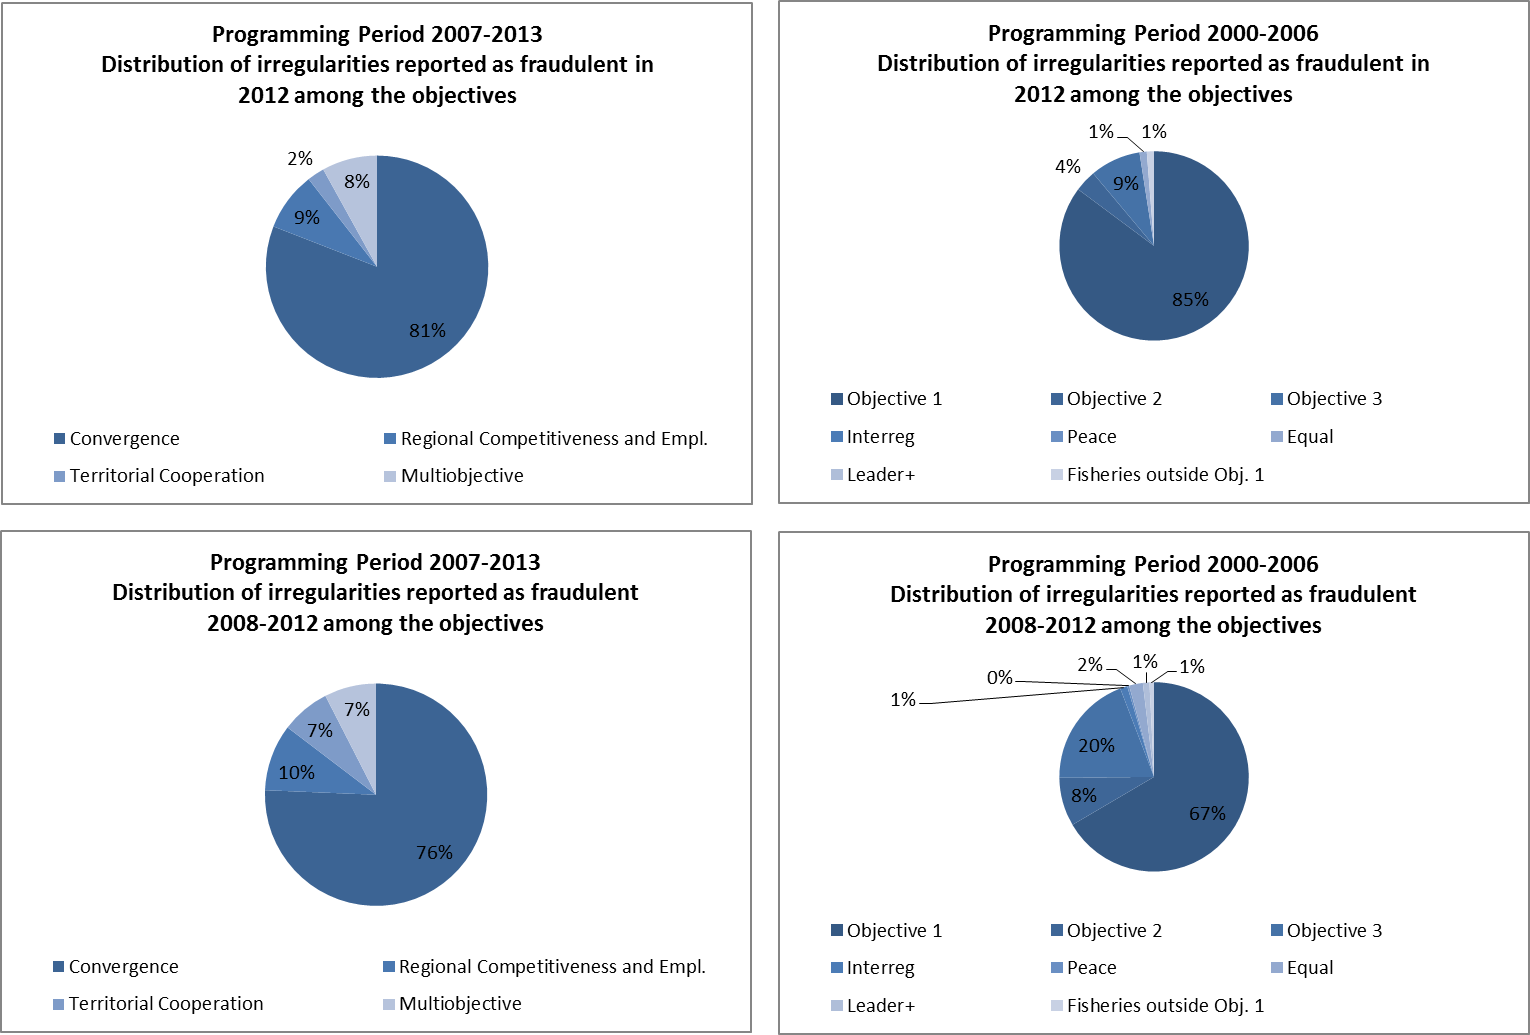 Programming Period 2007-2013
Distribution of irregularities reported as fraudulent in
2012 among the objectives
2%
8%
9%
81%
Convergence
Regional Competitiveness and Empl.
Territorial Cooperation
Multiobjective
Programming Period 2000-2006
Distribution of irregularities reported as fraudulent in
2012 among the objectives
1%
1%
4%
9%
85%
Objective 1
Objective 2
Objective 3
Interreg
Peace
Equal
Leader+
Fisheries outside Obj. 1
Programming Period 2007-2013
Distribution of irregularities reported as fraudulent
2008-2012 among the objectives
7%
7%
10%
76%
Convergence
Regional Competitiveness and Empl.
Territorial Cooperation
Multiobjective
Programming Period 2000-2006
Distribution of irregularities reported as fraudulent
2008-2012 among the objectives
2%
1%
1%
0%
1%
20%
8%
67%
Objective 1
Objective 2
Objective 3
Interreg
Peace
Equal
Leader+
Fisheries outside Obj. 1